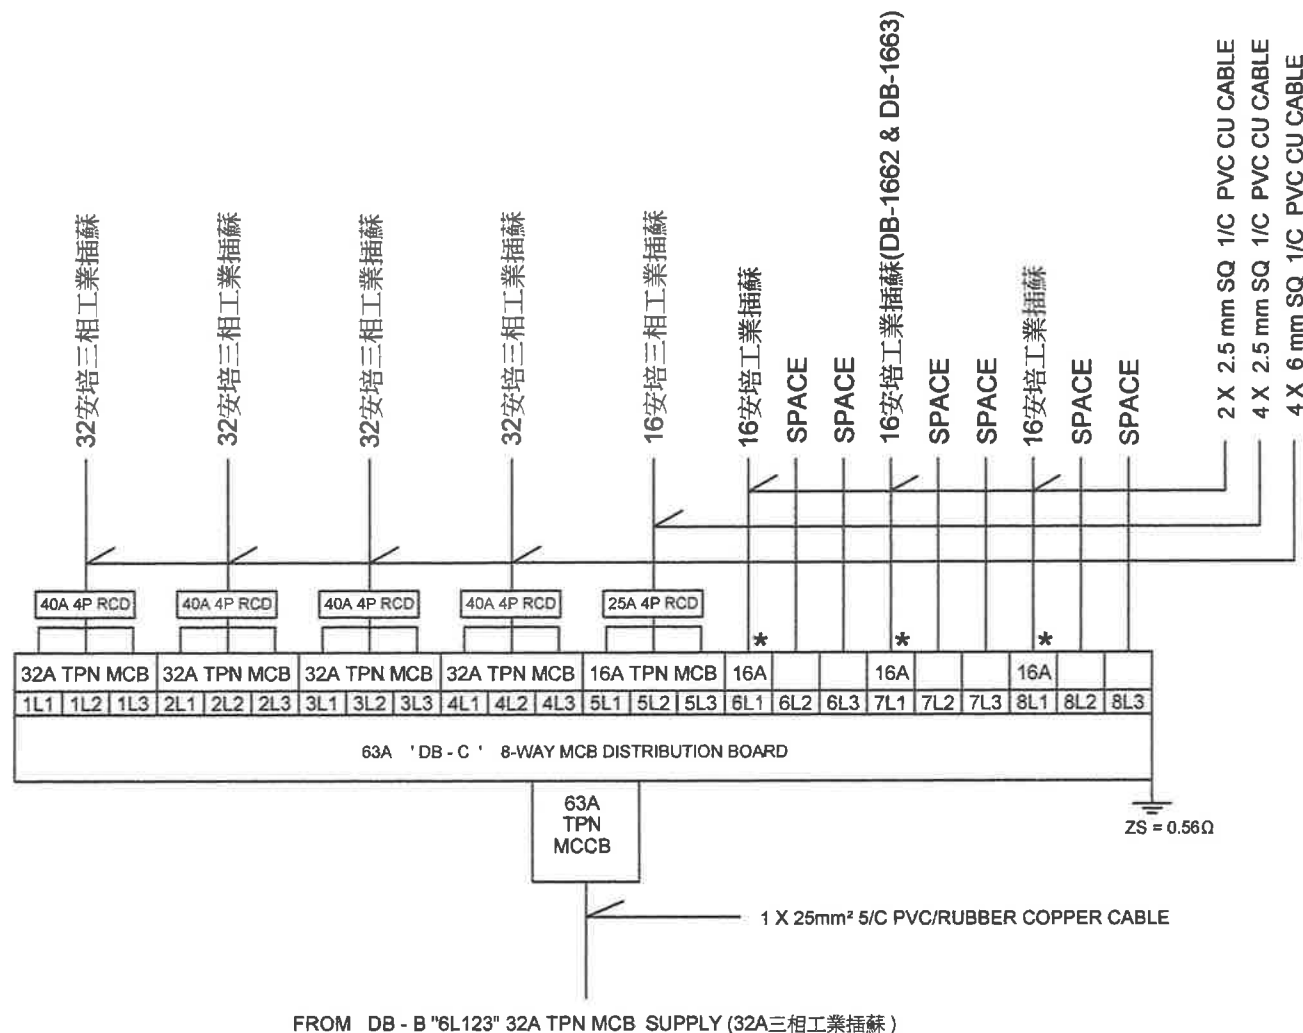 32安培三相工業插蘇
32安培三相工業插蘇
32安培三相工業插蘇
32安培三相工業插蘇
16安培三相工業插蘇
16安培工業插蘇
SPACE
SPACE
16安培工業插蘇(DB-1662 & DB-1663)
SPACE
SPACE
16安培工業插蘇
SPACE
SPACE
2 X 2.5 mm SQ 1/C PVC CU CABLE
4 X 2.5 mm SQ 1/C PVC CU CABLE
4 X 6 mm SQ 1/C PVC CU CABLE
40A 4P RCD
40A 4P RCD
40A 4P RCD
40A 4P RCD
25A 4P RCD
* * *
32A TPN MCB 32A TPN MCB 32A TPN MCB 32A TPN MCB 16A TPN MCB 16A 16A 16A
1L1 1L2 1L3 2L1 2L2 2L3 3L1 3L2 3L3 4L1 4L2 4L3 5L1 5L2 5L3 6L1 6L2 6L3 7L1 7L2 7L3 8L1 8L2 8L3
63A ' DB - C ' 8-WAY MCB DISTRIBUTION BOARD
63A
TPN
MCCB
ZS = 0.56Ω
1 X 25mm² 5/C PVC/RUBBER COPPER CABLE
FROM DB - B "6L123" 32A TPN MCB SUPPLY (32A三相工業插蘇 )